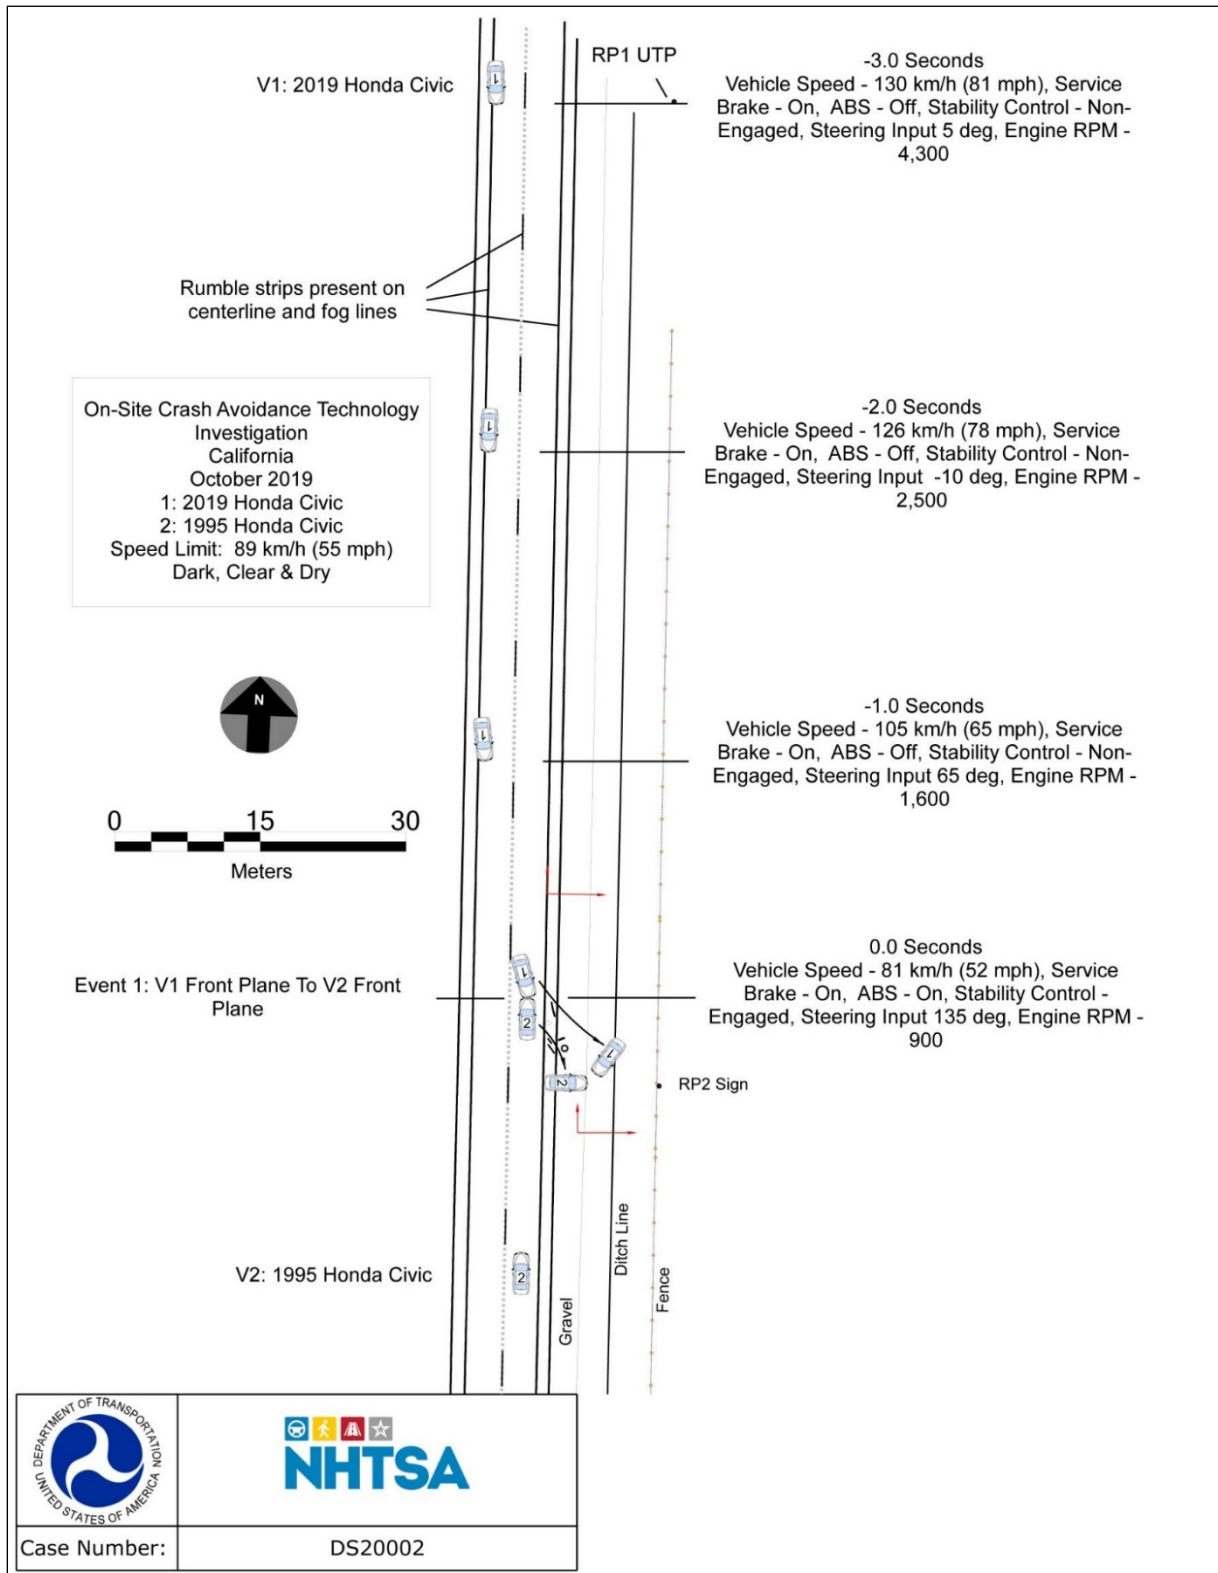 V1: 2019 Honda Civic
1
RP1 UTP
-3.0 Seconds
Vehicle Speed - 130 km/h (81 mph), Service
Brake - On,  ABS - Off, Stability Control - Non-
Engaged, Steering Input 5 deg, Engine RPM -
4,300
Rumble strips present on
centerline and fog lines
On-Site Crash Avoidance Technology
Investigation
California
October 2019
1: 2019 Honda Civic
2: 1995 Honda Civic
Speed Limit:  89 km/h (55 mph)
Dark, Clear & Dry
1
-2.0 Seconds
Vehicle Speed - 126 km/h (78 mph), Service
Brake - On,  ABS - Off, Stability Control - Non-
Engaged, Steering Input  -10 deg, Engine RPM -
2,500
N
1
-1.0 Seconds
Vehicle Speed - 105 km/h (65 mph), Service
Brake - On,  ABS - Off, Stability Control - Non-
Engaged, Steering Input 65 deg, Engine RPM -
1,600
0 15 30
Meters
Event 1: V1 Front Plane To V2 Front
Plane
1
2
1
2
0.0 Seconds
Vehicle Speed - 81 km/h (52 mph), Service
Brake - On,  ABS - On, Stability Control -
Engaged, Steering Input 135 deg, Engine RPM -
900
RP2 Sign
V2: 1995 Honda Civic
2
Gravel
Ditch Line
Fence
DEPARTMENT OF TRANSPORTATION
UNITED STATES OF AMERICA
NHTSA
Case Number: DS20002